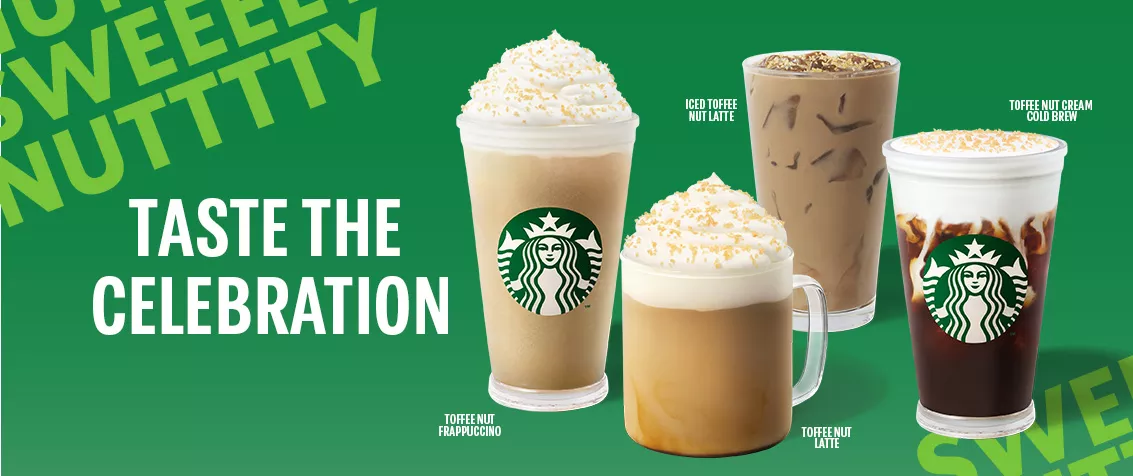 SWEEEE
NUTTTTY
TASTE THE
CELEBRATION
ICED TOFFEE
NUT LATTE
TOFFEE NUT CREAM
COLD BREW
TOFFEE NUT
FRAPPUCCINO
TOFFEE NUT
LATTE
SWEE